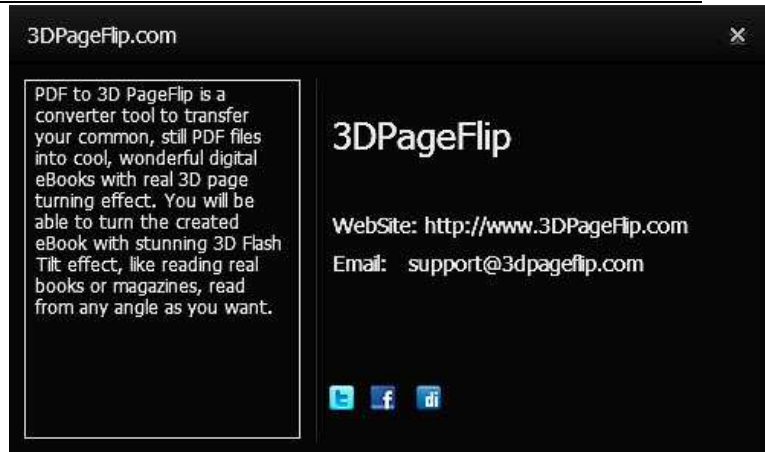 3DPageFlip.com
PDF to 3D PageFlip is a
converter tool to transfer
your common, still PDF files
into cool, wonderful digital
eBooks with real 3D page
turning effect. You will be
able to turn the created
eBook with stunning 3D Flash
Tilt effect, like reading real
books or magazines, read
from any angle as you want.
3DPageFlip
WebSite: http://www.3DPageFlip.com
Email: support@3dpageflip.com